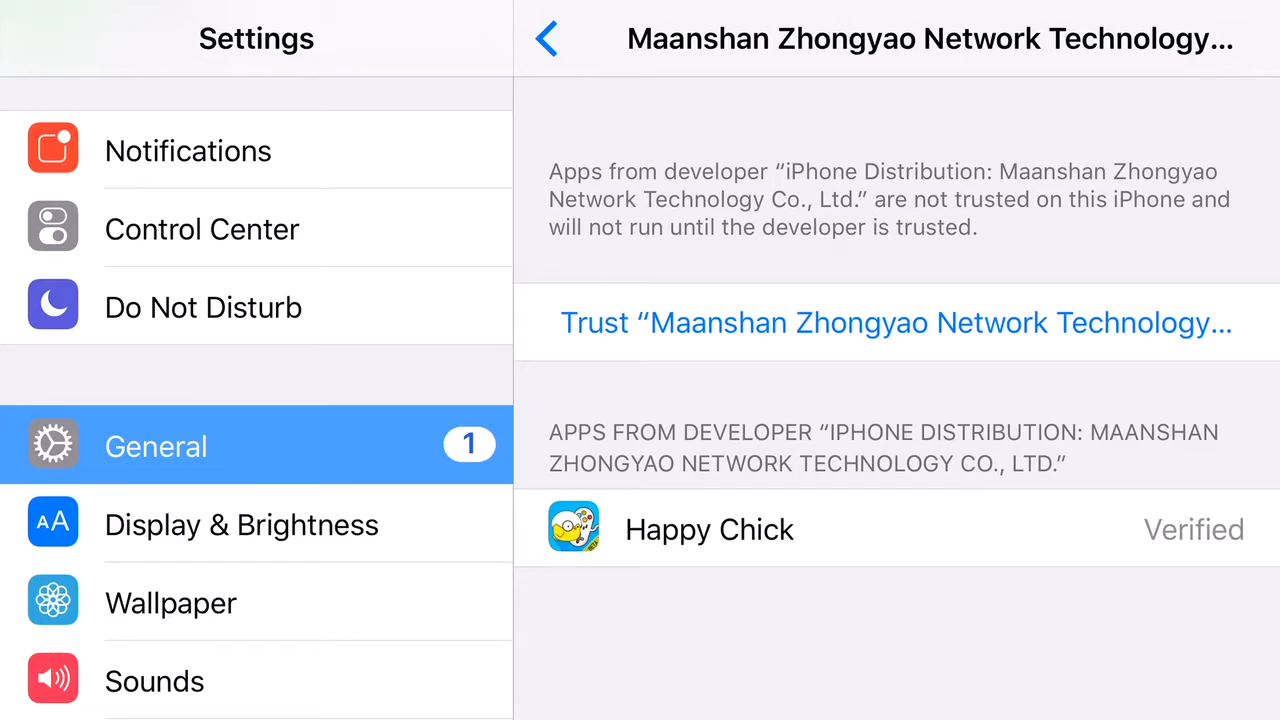 Settings
Notifications
Control Center
Do Not Disturb
General
1
AA
Display & Brightness
Wallpaper
Sounds
Maanshan Zhongyao Network Technology...
Apps from developer “iPhone Distribution: Maanshan Zhongyao
Network Technology Co., Ltd.” are not trusted on this iPhone and
will not run until the developer is trusted.
Trust “Maanshan Zhongyao Network Technology...
APPS FROM DEVELOPER “IPHONE DISTRIBUTION: MAANSHAN
ZHONGYAO NETWORK TECHNOLOGY CO., LTD.”
Happy Chick
Verified